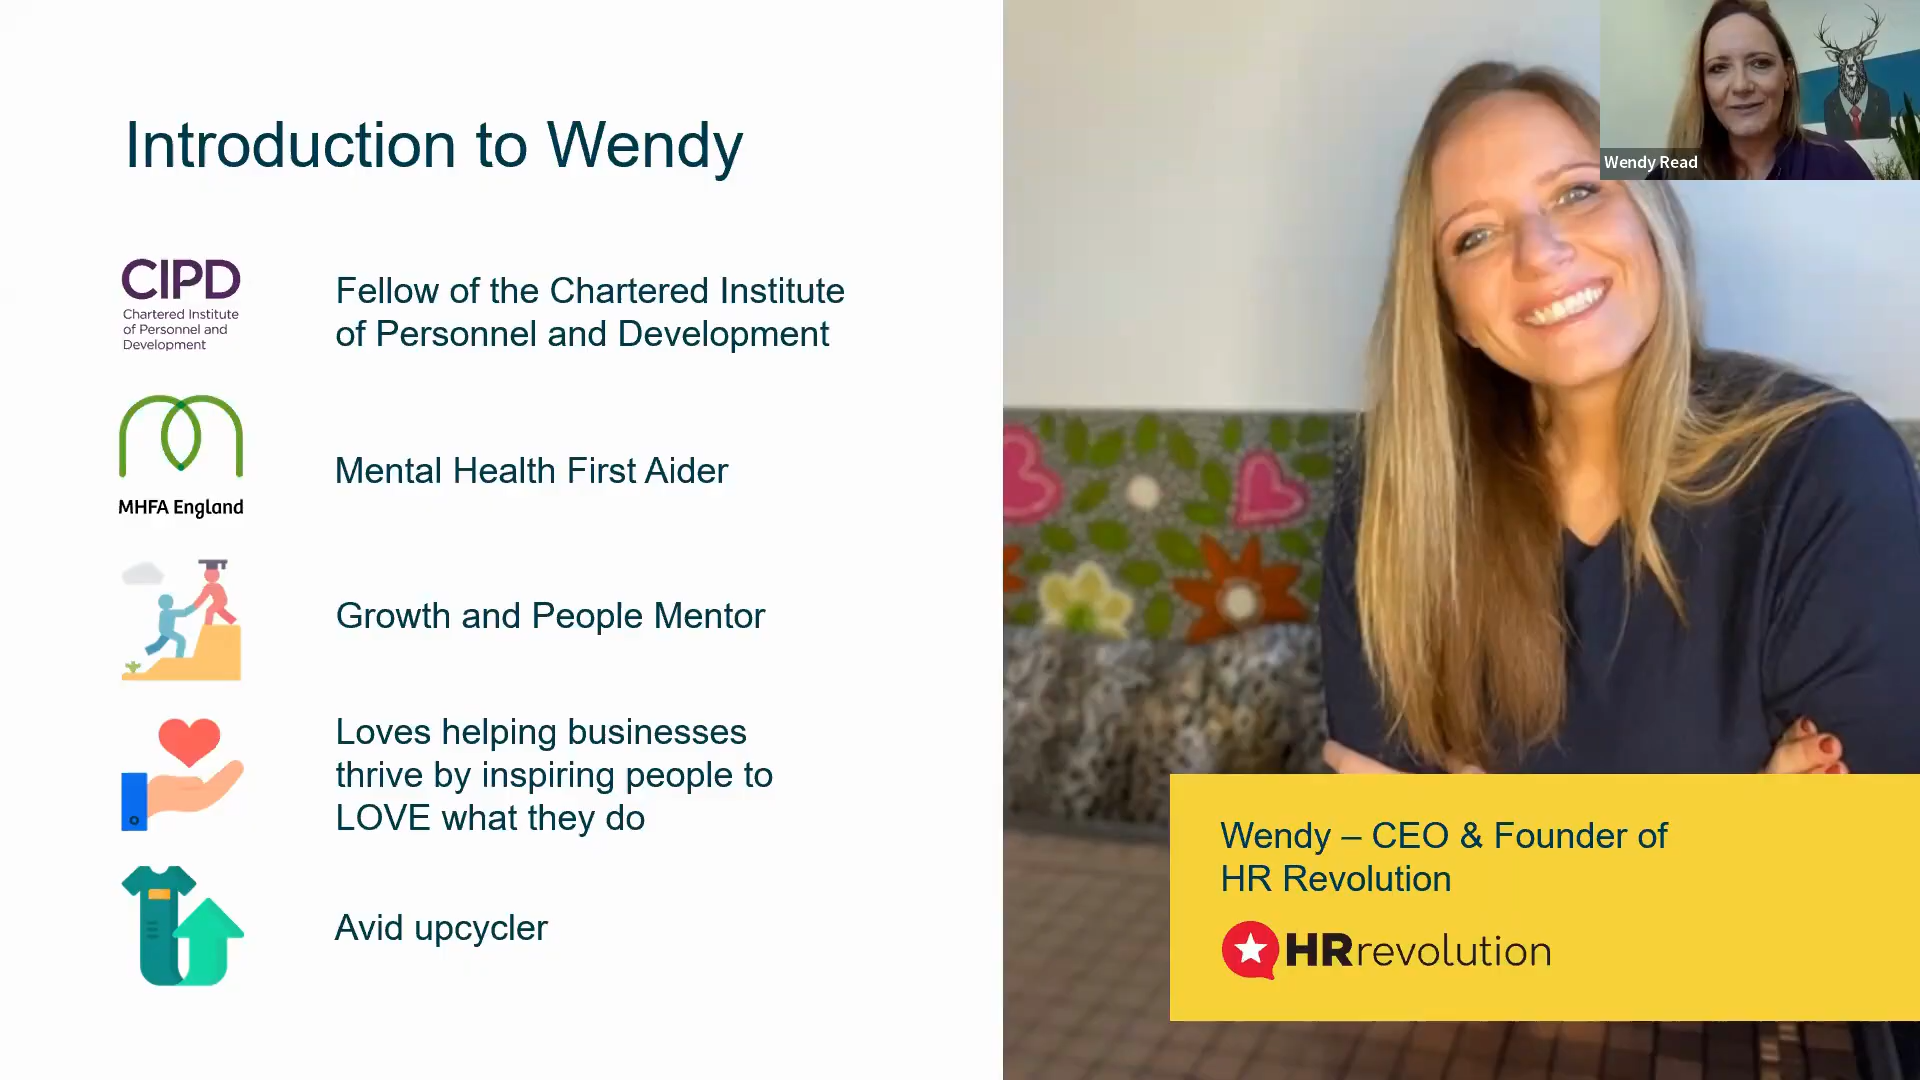 Introduction to Wendy
CIPD
Chartered Institute
of Personnel and
Development
Fellow of the Chartered Institute
of Personnel and Development
MHFA England
Mental Health First Aider
Growth and People Mentor
Loves helping businesses
thrive by inspiring people to
LOVE what they do
Avid upcycler
Wendy Read
Wendy – CEO & Founder of
HR Revolution
HRrevolution